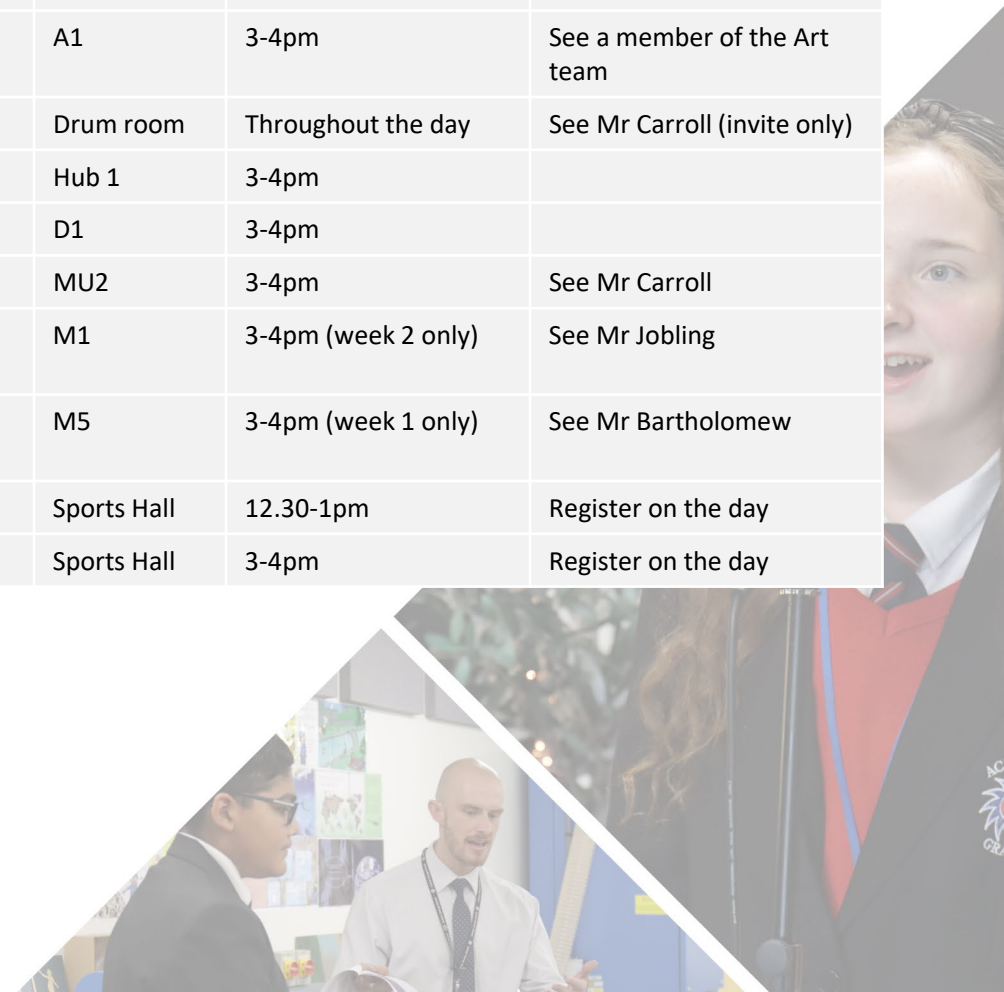 A1 3-4pm See a member of the Art
team
Drum room Throughout the day See Mr Carroll (invite only)
Hub 1 3-4pm
D1 3-4pm
MU2 3-4pm See Mr Carroll
M1 3-4pm (week 2 only) See Mr Jobling
M5 3-4pm (week 1 only) See Mr Bartholomew
Sports Hall 12.30-1pm Register on the day
Sports Hall 3-4pm Register on the day